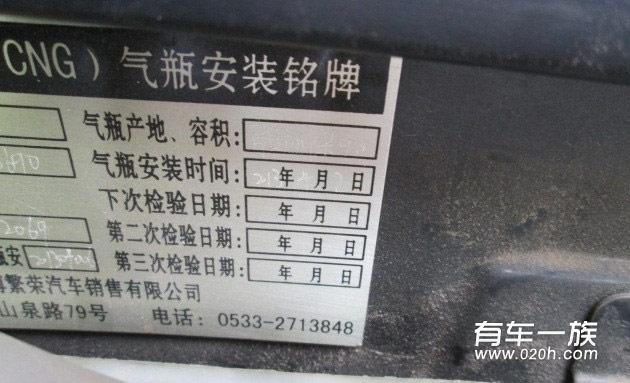 CNG）气瓶安装铭牌
气瓶产地、容积：
气瓶安装时间： 年 月 日
下次检验日期： 年 月 日
2069 第二次检验日期： 年 月 日
瓶安 第三次检验日期： 年 月 日
繁荣汽车销售有限公司
山泉路79号 电话：0533-2713848
有车一族
www.020h.com